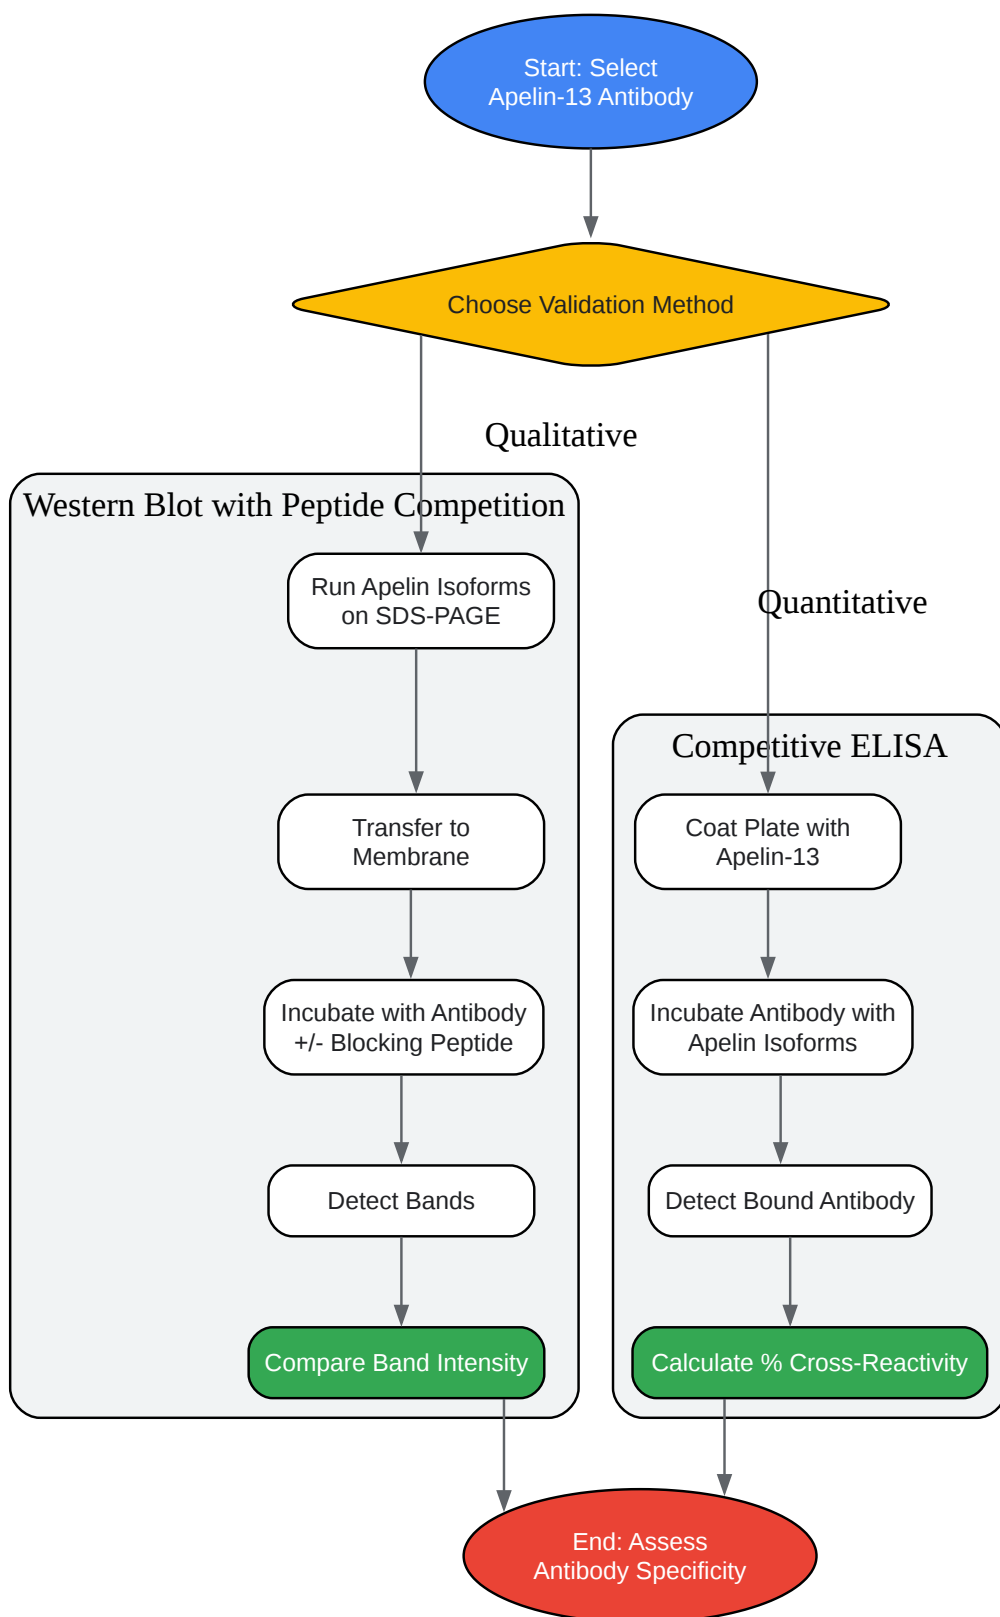 Start: Select
Apelin-13 Antibody
Choose Validation Method
Qualitative
Western Blot with Peptide Competition
Run Apelin Isoforms
on SDS-PAGE
Transfer to
Membrane
Incubate with Antibody
+/- Blocking Peptide
Detect Bands
Compare Band Intensity
Quantitative
Competitive ELISA
Coat Plate with
Apelin-13
Incubate Antibody with
Apelin Isoforms
Detect Bound Antibody
Calculate % Cross-Reactivity
End: Assess
Antibody Specificity